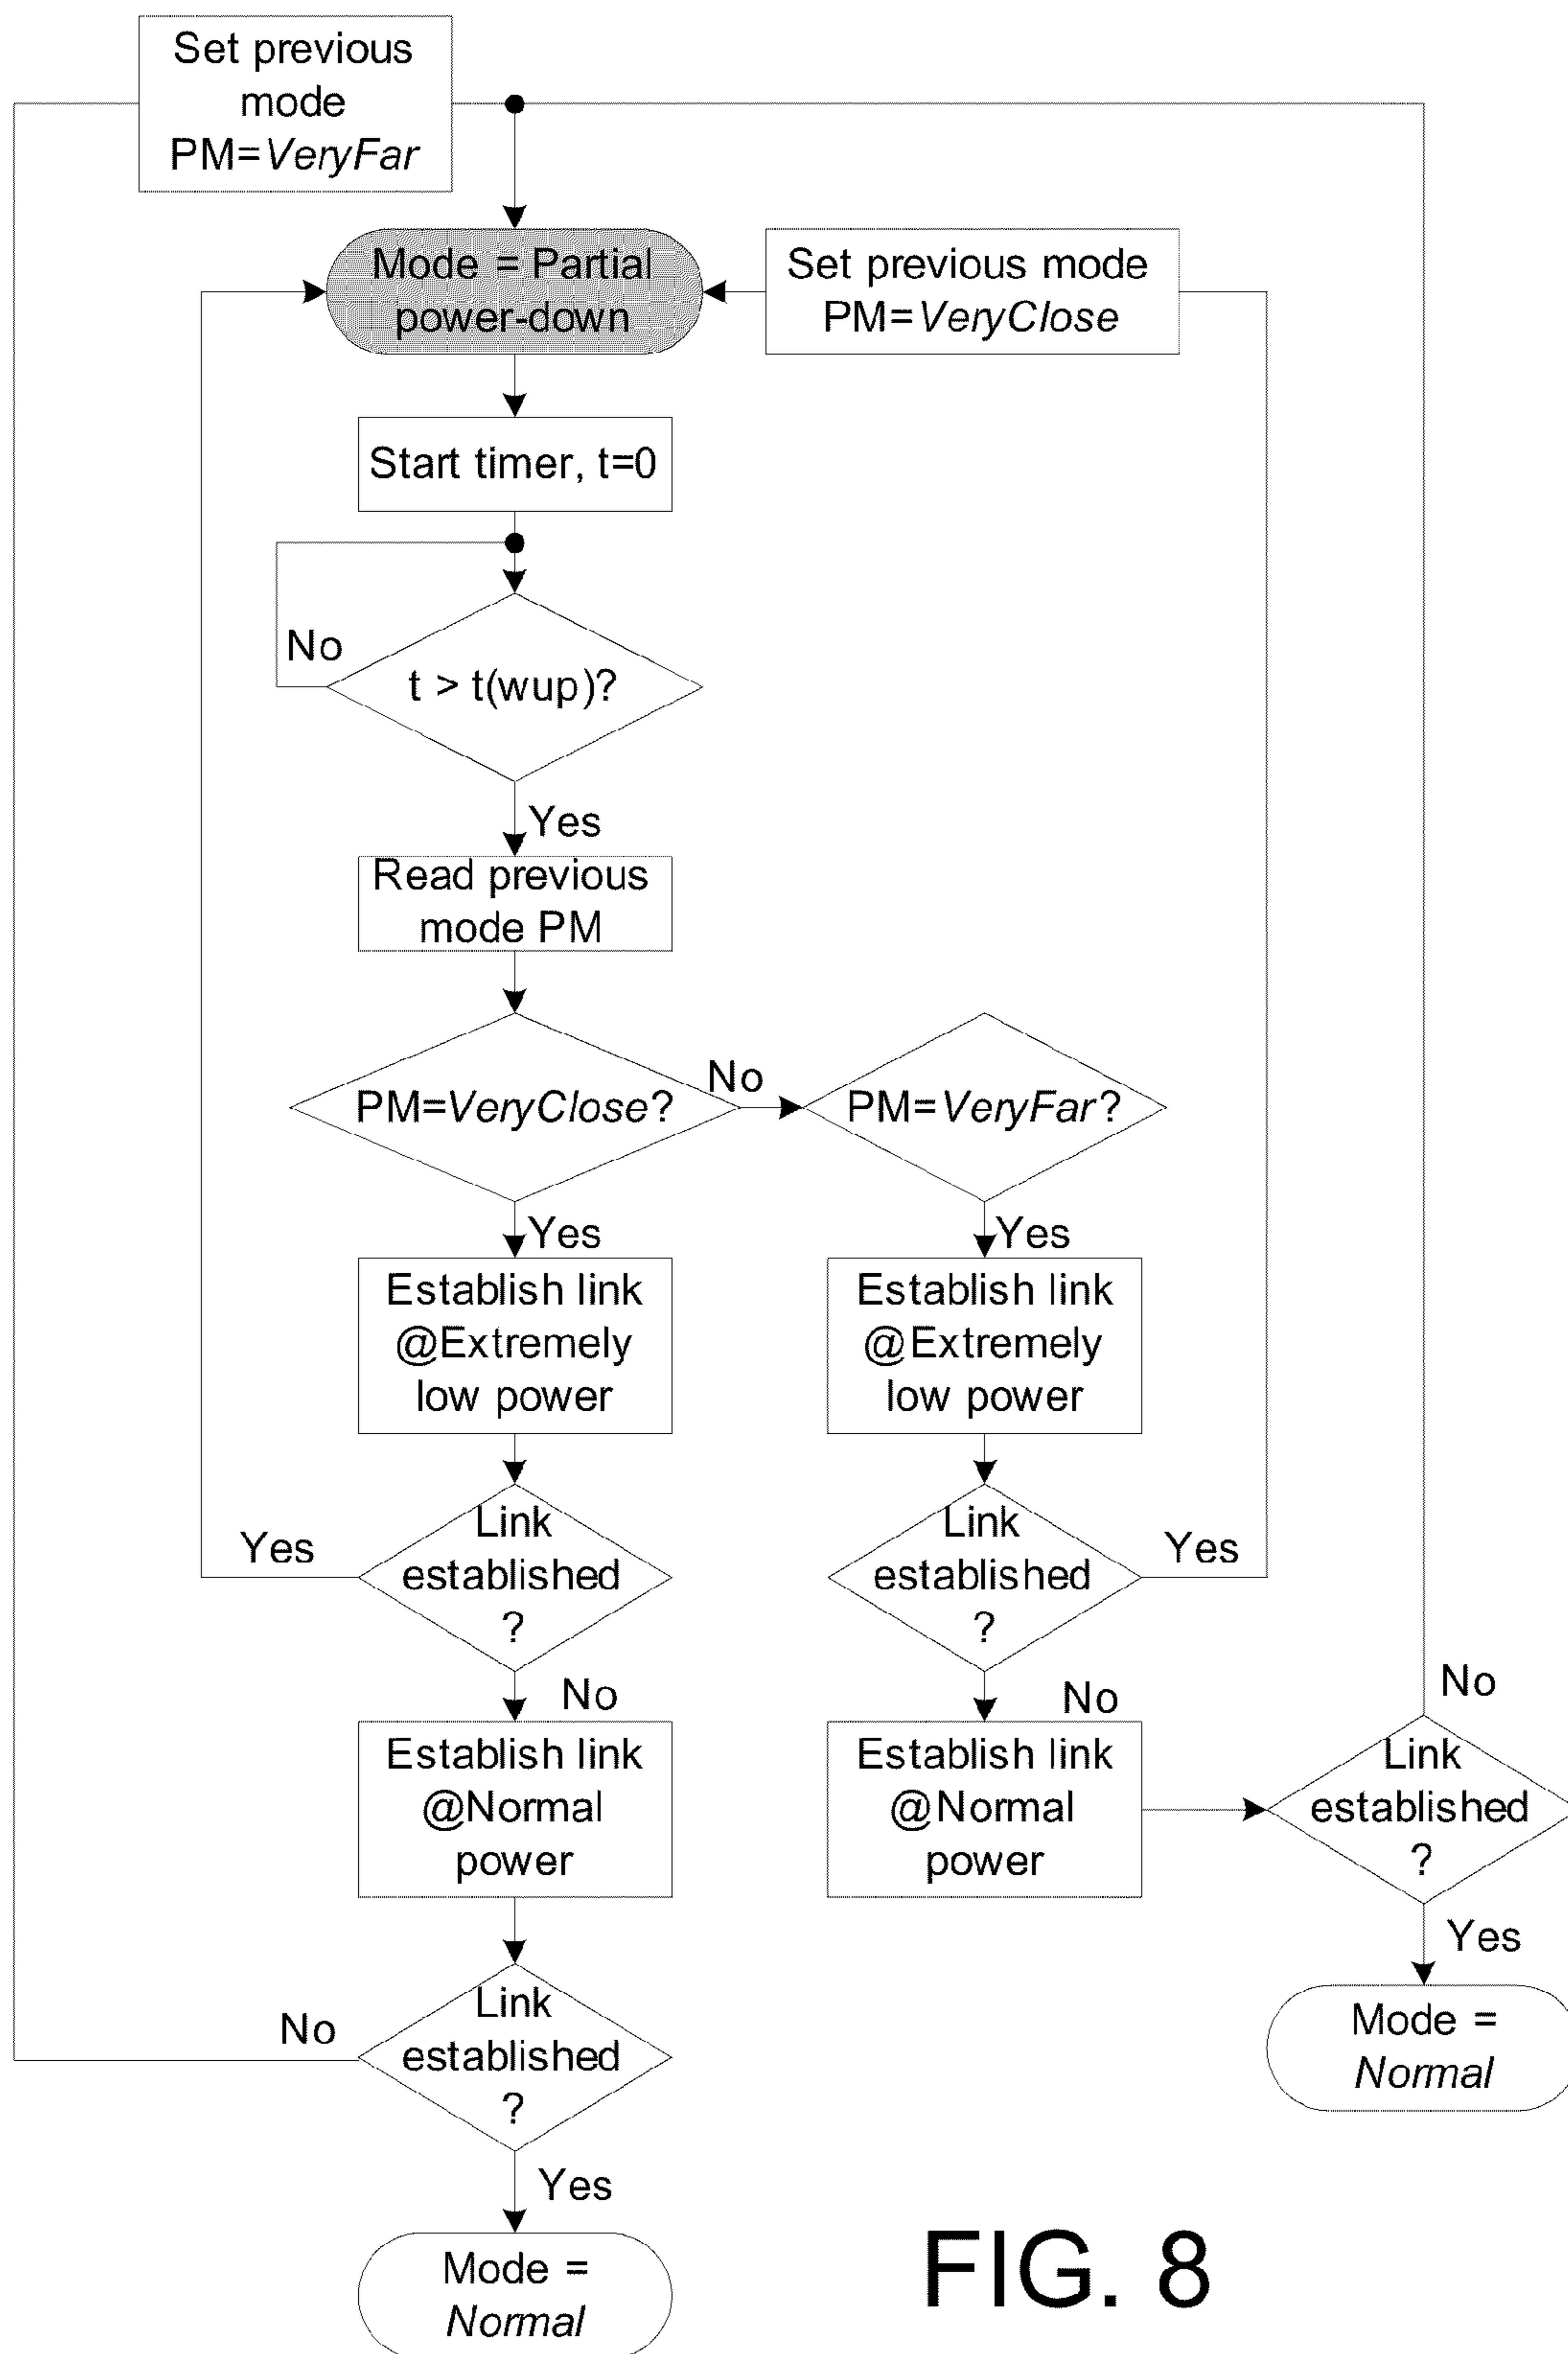 Set previous
mode
PM=VeryFar
Mode = Partial
power-down
Set previous mode
PM=VeryClose
Start timer, t=0
No
t > t(wup)?
Yes
Read previous
mode PM
PM=VeryClose?
No
PM=VeryFar?
Yes
Yes
Establish link
@Extremely
low power
Establish link
@Extremely
low power
Yes
Link
established
?
Link
established
?
Yes
No
No
No
Establish link
@Normal
power
Establish link
@Normal
power
Link
established
?
Yes
No
Link
established
?
Mode =
Normal
Yes
Mode =
Normal
FIG. 8